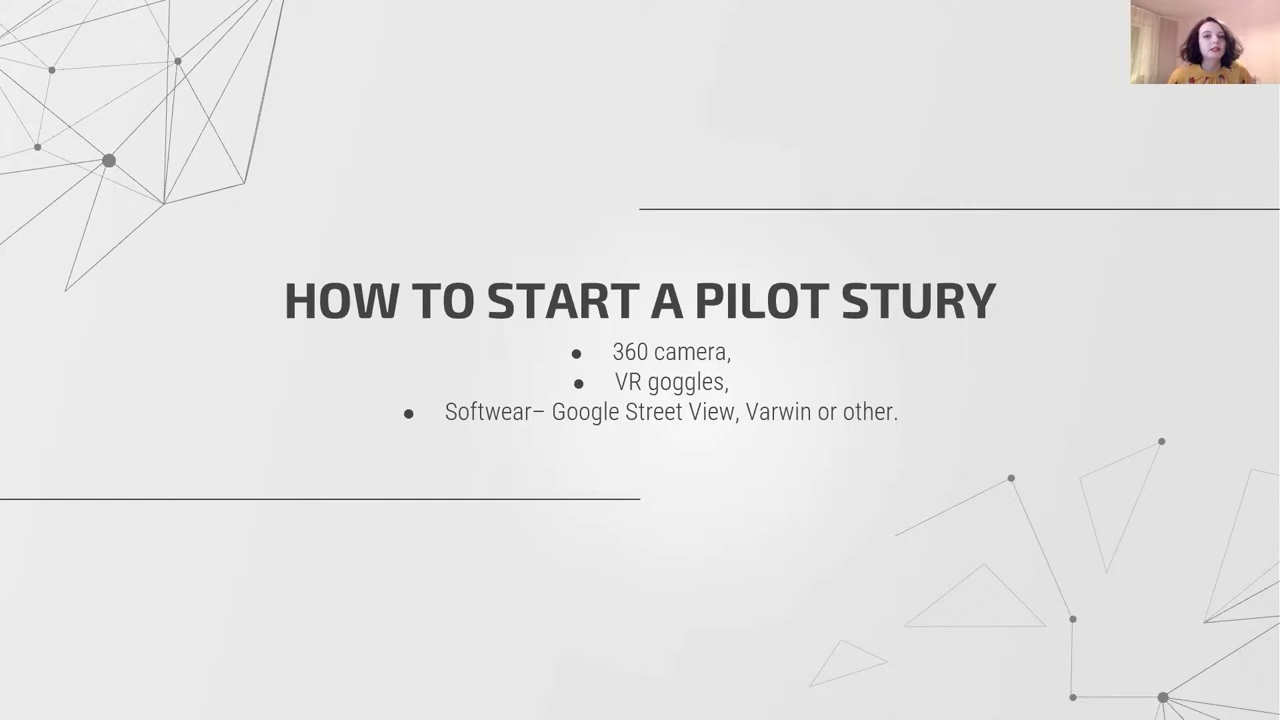 HOW TO START A PILOT STURY
● 360 camera,
● VR goggles,
● Softwear– Google Street View, Varwin or other.